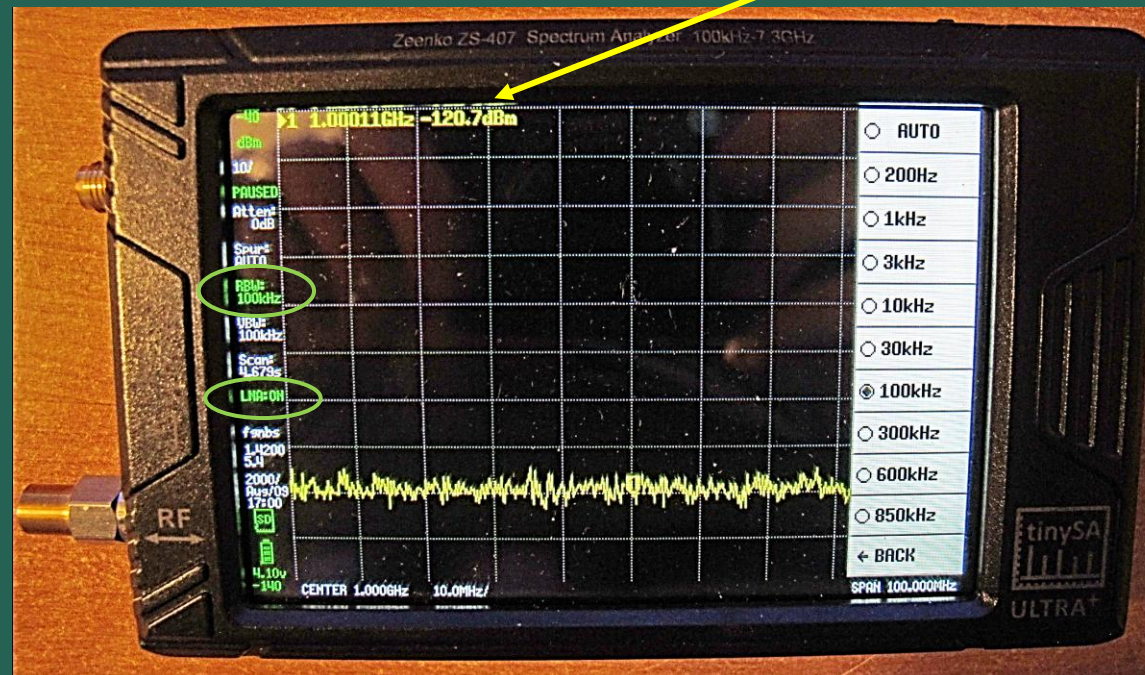 Zeenko ZS-407 Spectrum Analyzer 100kHz-7.3GHz
-40
dBm
10/
PAUSED
Atten:
0dB
Spur:
AUTO
RBW:
100kHz
VBW:
100kHz
Scan:
4.679s
LNA:ON
fgnbs
1.4200
5.4
2000/
Aug/09
17:00
SD
4.10v
-140
1 1.00011GHz -120.7dBm
CENTER 1.000GHz 10.0MHz/
SPAN 100.000MHz
AUTO
200Hz
1kHz
3kHz
10kHz
30kHz
100kHz
300kHz
600kHz
850kHz
← BACK
RF
tinySA
ULTRA+